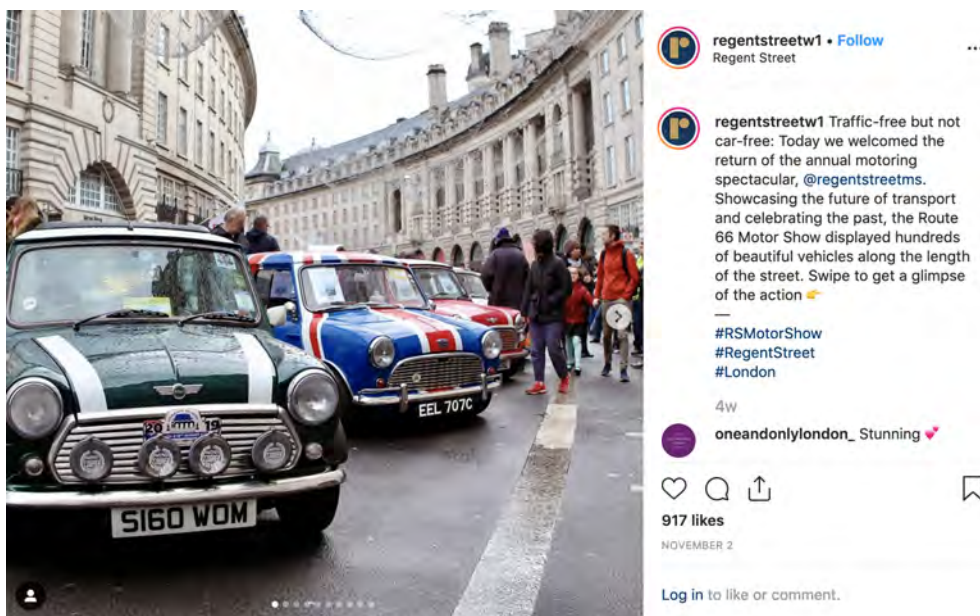 regentstreetw1 • Follow
Regent Street
regentstreetw1 Traffic-free but not
car-free: Today we welcomed the
return of the annual motoring
spectacular, @regentstreetms.
Showcasing the future of transport
and celebrating the past, the Route
66 Motor Show displayed hundreds
of beautiful vehicles along the length
of the street. Swipe to get a glimpse
of the action 👉
—
#RSMotorShow
#RegentStreet
#London
4w
oneandonlylondon_ Stunning 💕
917 likes
NOVEMBER 2
Log in to like or comment.
EEL 707C
2019
S160 WOM